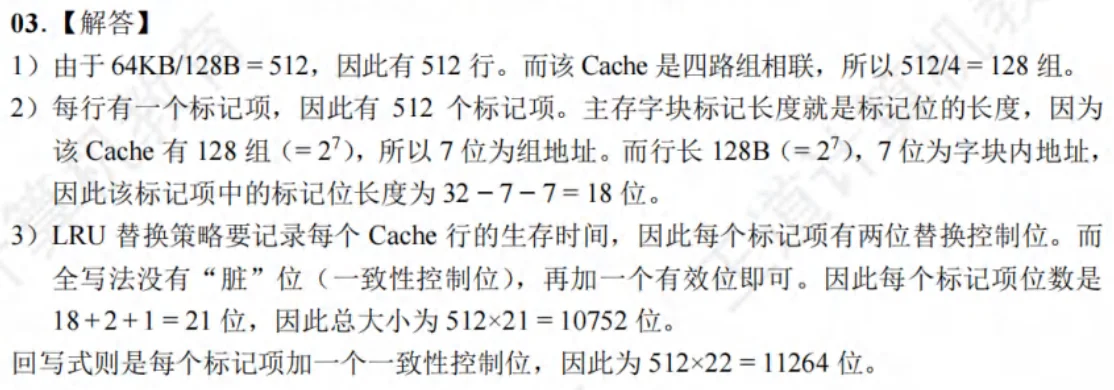 03.【解答】
1）由于 64KB/128B = 512，因此有 512 行。而该 Cache 是四路组相联，所以 512/4 = 128 组。
2）每行有一个标记项，因此有 512 个标记项。主存字块标记长度就是标记位的长度，因为
该 Cache 有 128 组（= 2⁷），所以 7 位为组地址。而行长 128B（= 2⁷），7 位为字块内地址，
因此该标记项中的标记位长度为 32 − 7 − 7 = 18 位。
3）LRU 替换策略要记录每个 Cache 行的生存时间，因此每个标记项有两位替换控制位。而
全写法没有“脏”位（一致性控制位），再加一个有效位即可。因此每个标记项位数是
18 + 2 + 1 = 21 位，因此总大小为 512×21 = 10752 位。
回写式则是每个标记项加一个一致性控制位，因此为 512×22 = 11264 位。